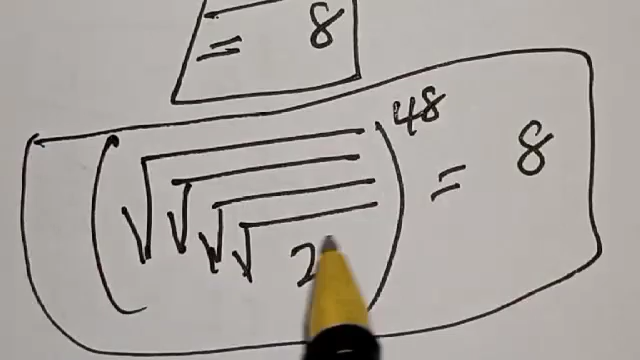 = 8
(√√√√2)^48 = 8